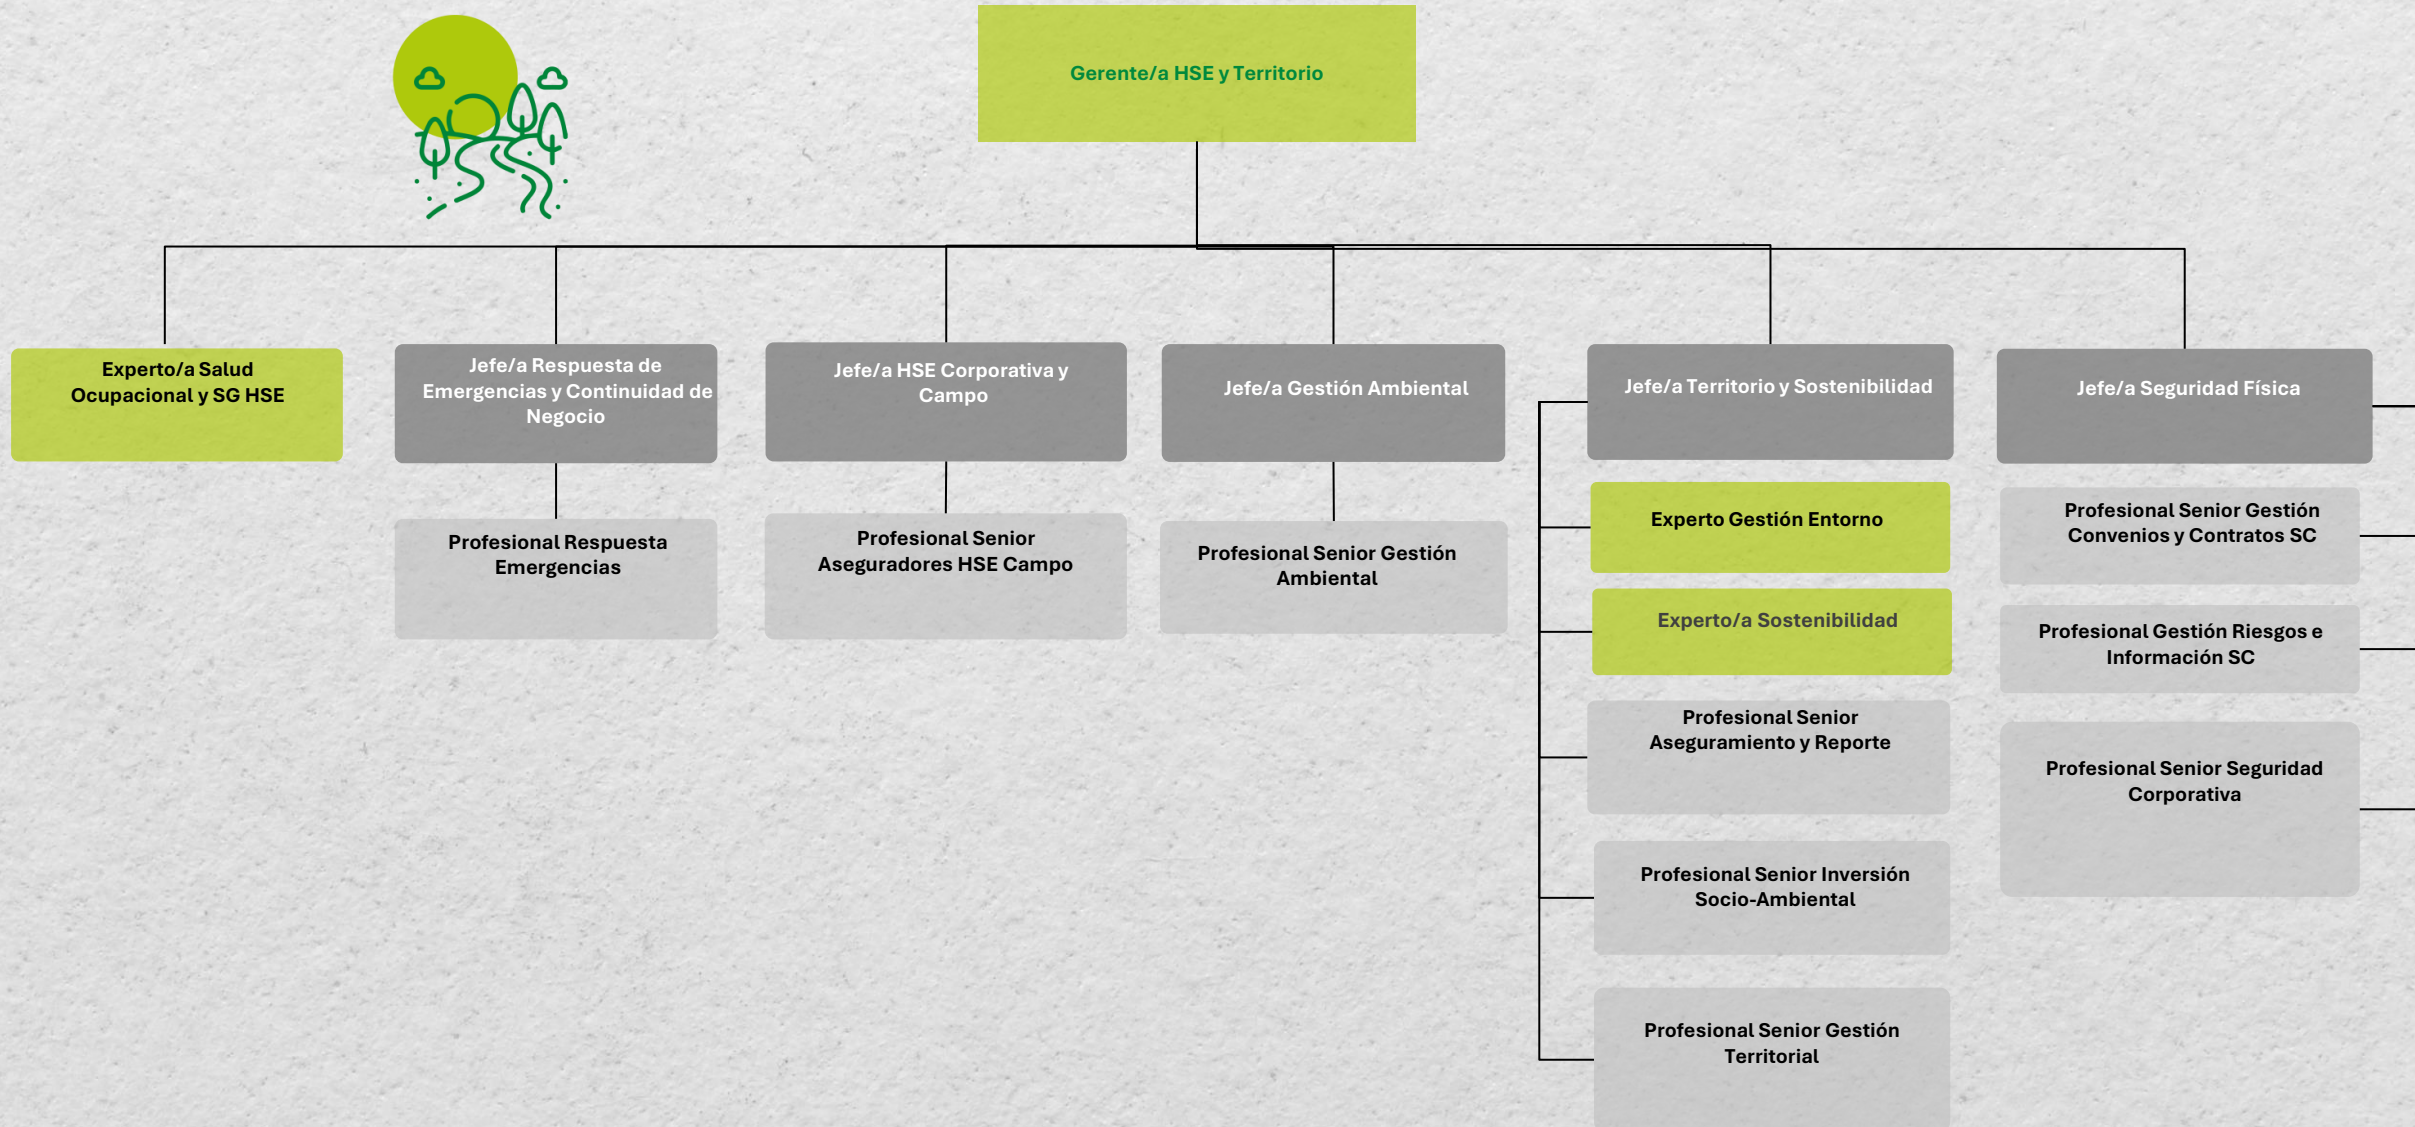 Gerente/a HSE y Territorio
Experto/a Salud
Ocupacional y SG HSE
Jefe/a Respuesta de
Emergencias y Continuidad de
Negocio
Profesional Respuesta
Emergencias
Jefe/a HSE Corporativa y
Campo
Profesional Senior
Aseguradores HSE Campo
Jefe/a Gestión Ambiental
Profesional Senior Gestión
Ambiental
Jefe/a Territorio y Sostenibilidad
Experto Gestión Entorno
Experto/a Sostenibilidad
Profesional Senior
Aseguramiento y Reporte
Profesional Senior Inversión
Socio-Ambiental
Profesional Senior Gestión
Territorial
Jefe/a Seguridad Física
Profesional Senior Gestión
Convenios y Contratos SC
Profesional Gestión Riesgos e
Información SC
Profesional Senior Seguridad
Corporativa